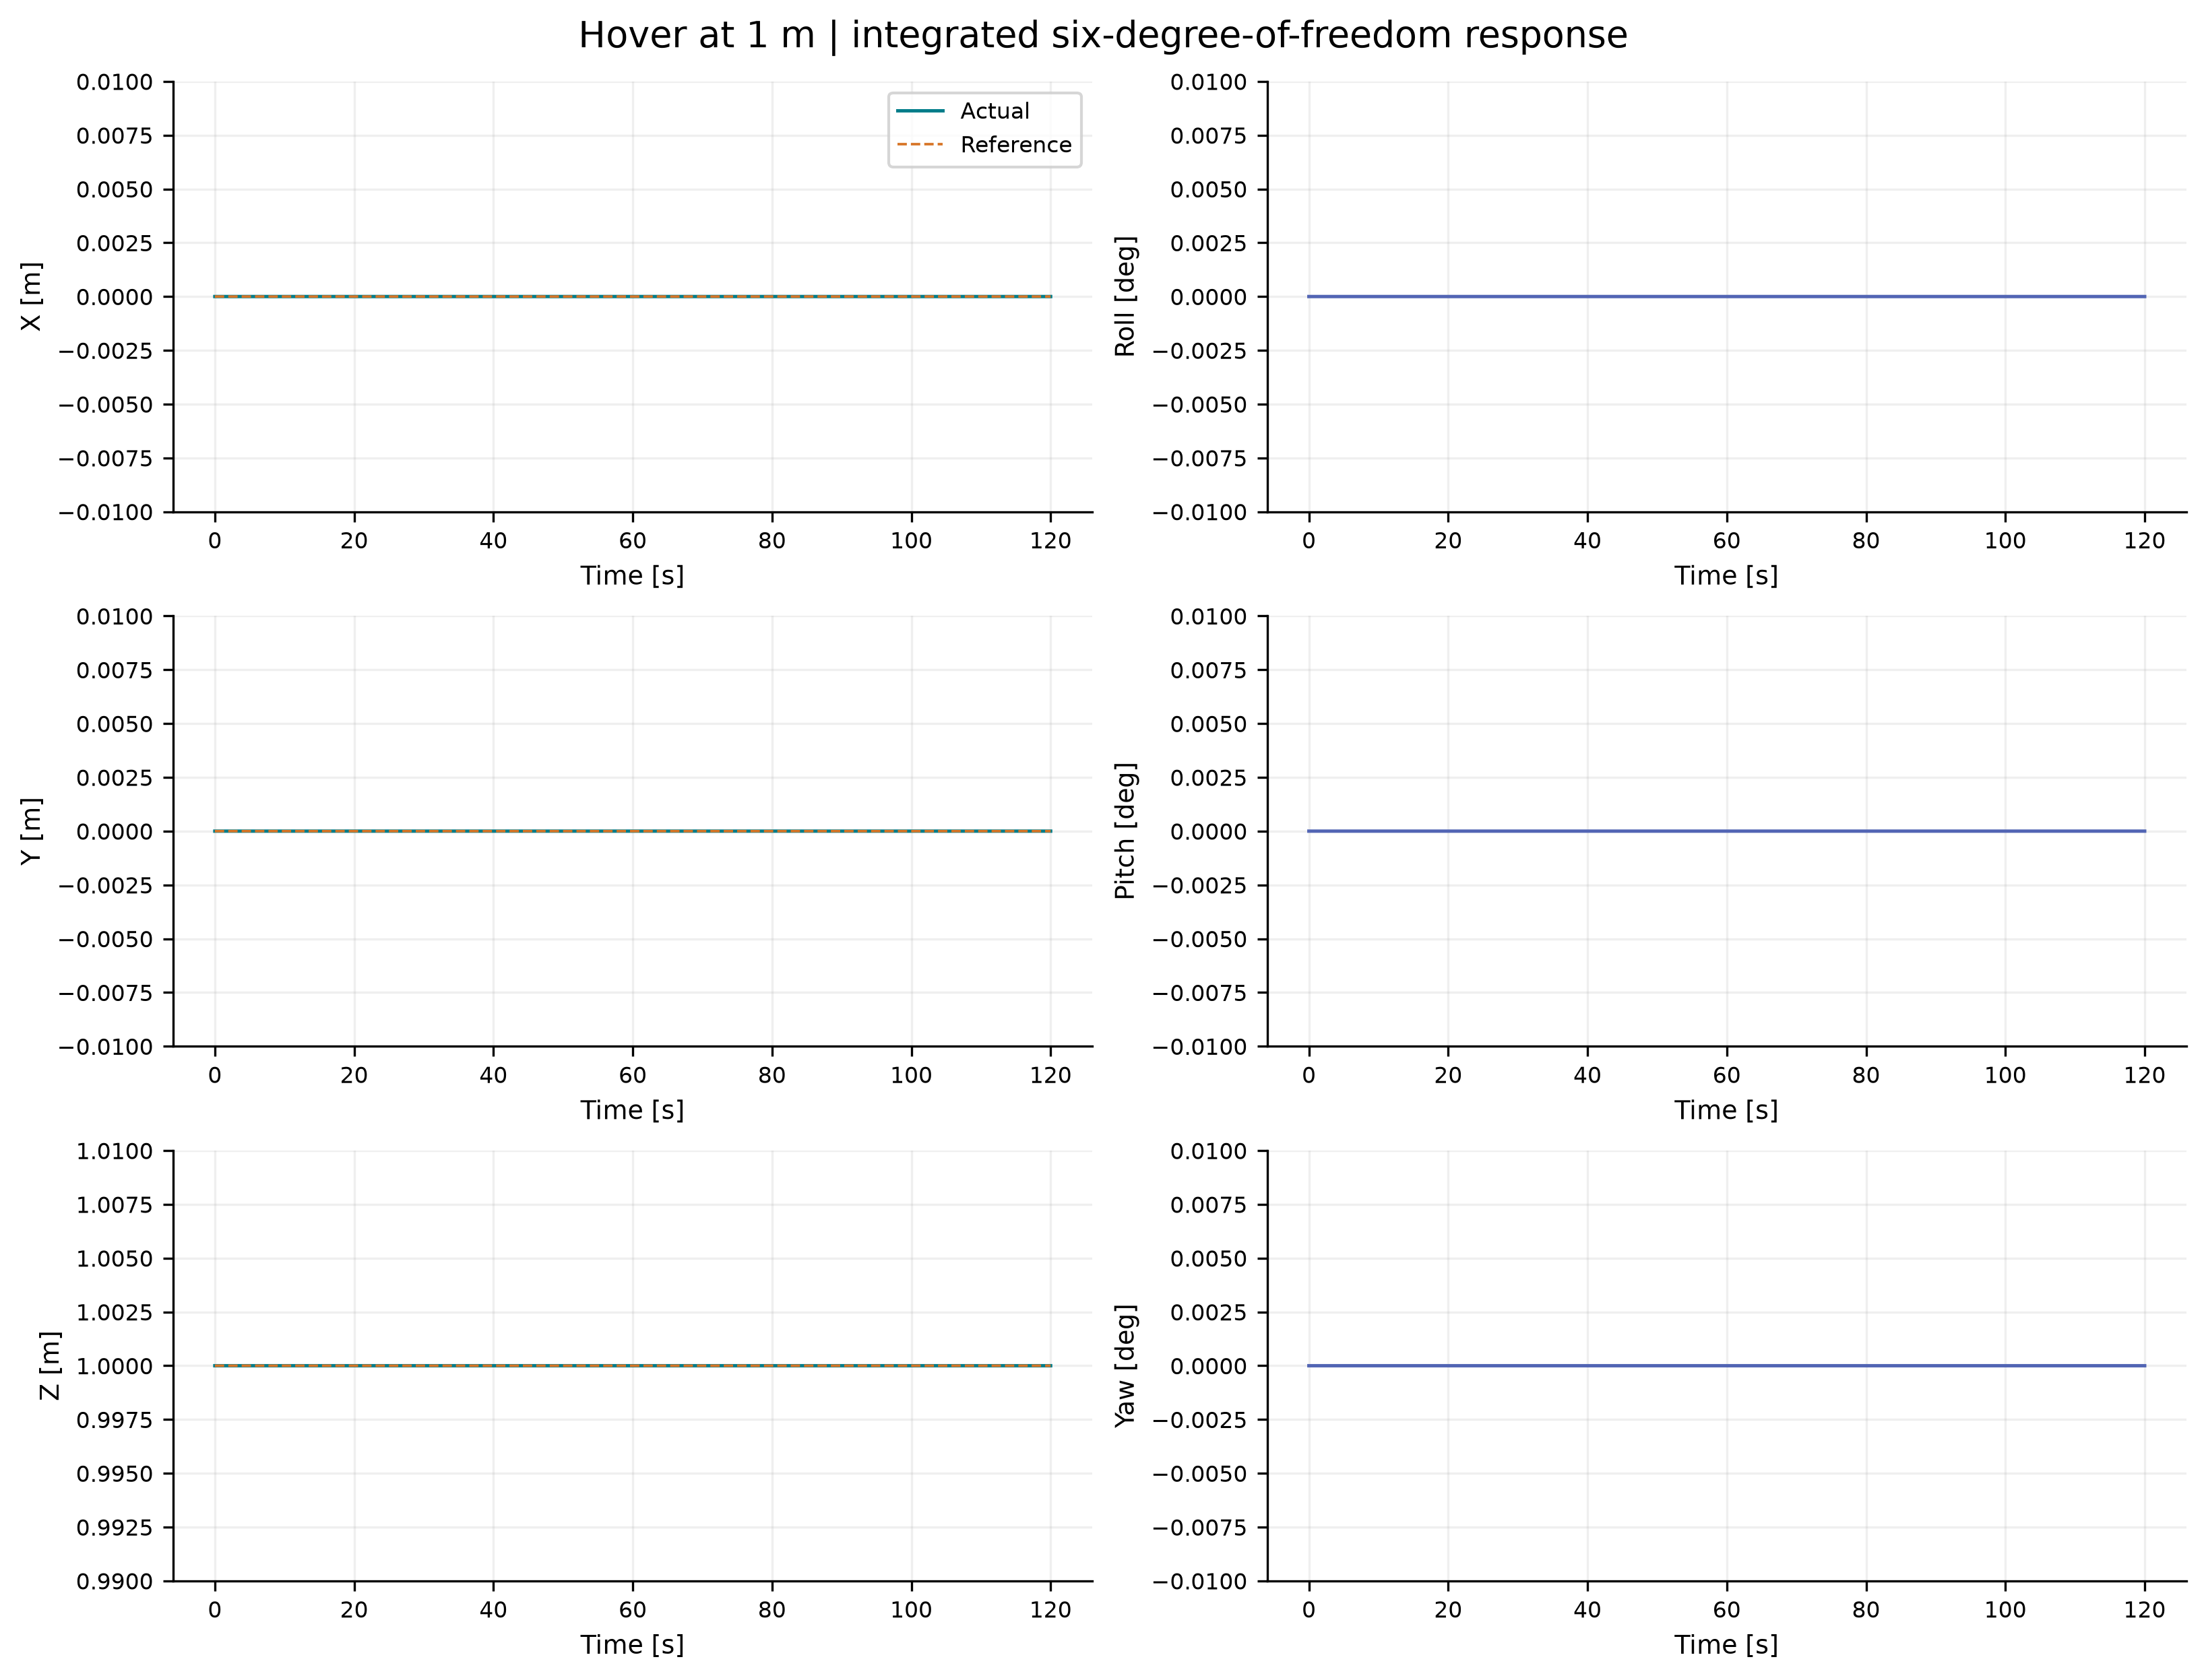 Hover at 1 m | integrated six-degree-of-freedom response
0.0100
0.0075
0.0050
0.0025
0.0000
−0.0025
−0.0050
−0.0075
−0.0100
X [m]
Actual
Reference
0 20 40 60 80 100 120
Time [s]
0.0100
0.0075
0.0050
0.0025
0.0000
−0.0025
−0.0050
−0.0075
−0.0100
Roll [deg]
0 20 40 60 80 100 120
Time [s]
0.0100
0.0075
0.0050
0.0025
0.0000
−0.0025
−0.0050
−0.0075
−0.0100
Y [m]
0 20 40 60 80 100 120
Time [s]
0.0100
0.0075
0.0050
0.0025
0.0000
−0.0025
−0.0050
−0.0075
−0.0100
Pitch [deg]
0 20 40 60 80 100 120
Time [s]
1.0100
1.0075
1.0050
1.0025
1.0000
0.9975
0.9950
0.9925
0.9900
Z [m]
0 20 40 60 80 100 120
Time [s]
0.0100
0.0075
0.0050
0.0025
0.0000
−0.0025
−0.0050
−0.0075
−0.0100
Yaw [deg]
0 20 40 60 80 100 120
Time [s]